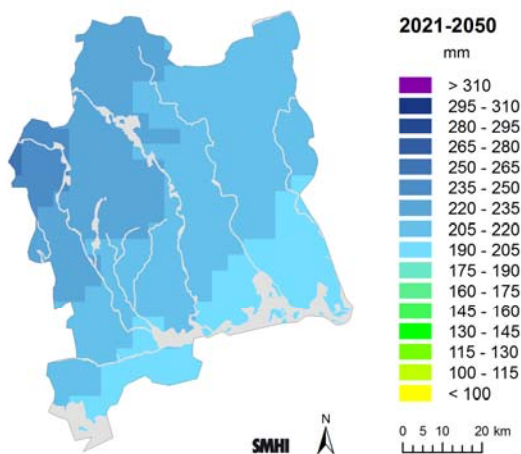 2021-2050
mm
> 310
295 - 310
280 - 295
265 - 280
250 - 265
235 - 250
220 - 235
205 - 220
190 - 205
175 - 190
160 - 175
145 - 160
130 - 145
115 - 130
100 - 115
< 100
SMHI
N
0 5 10 20 km